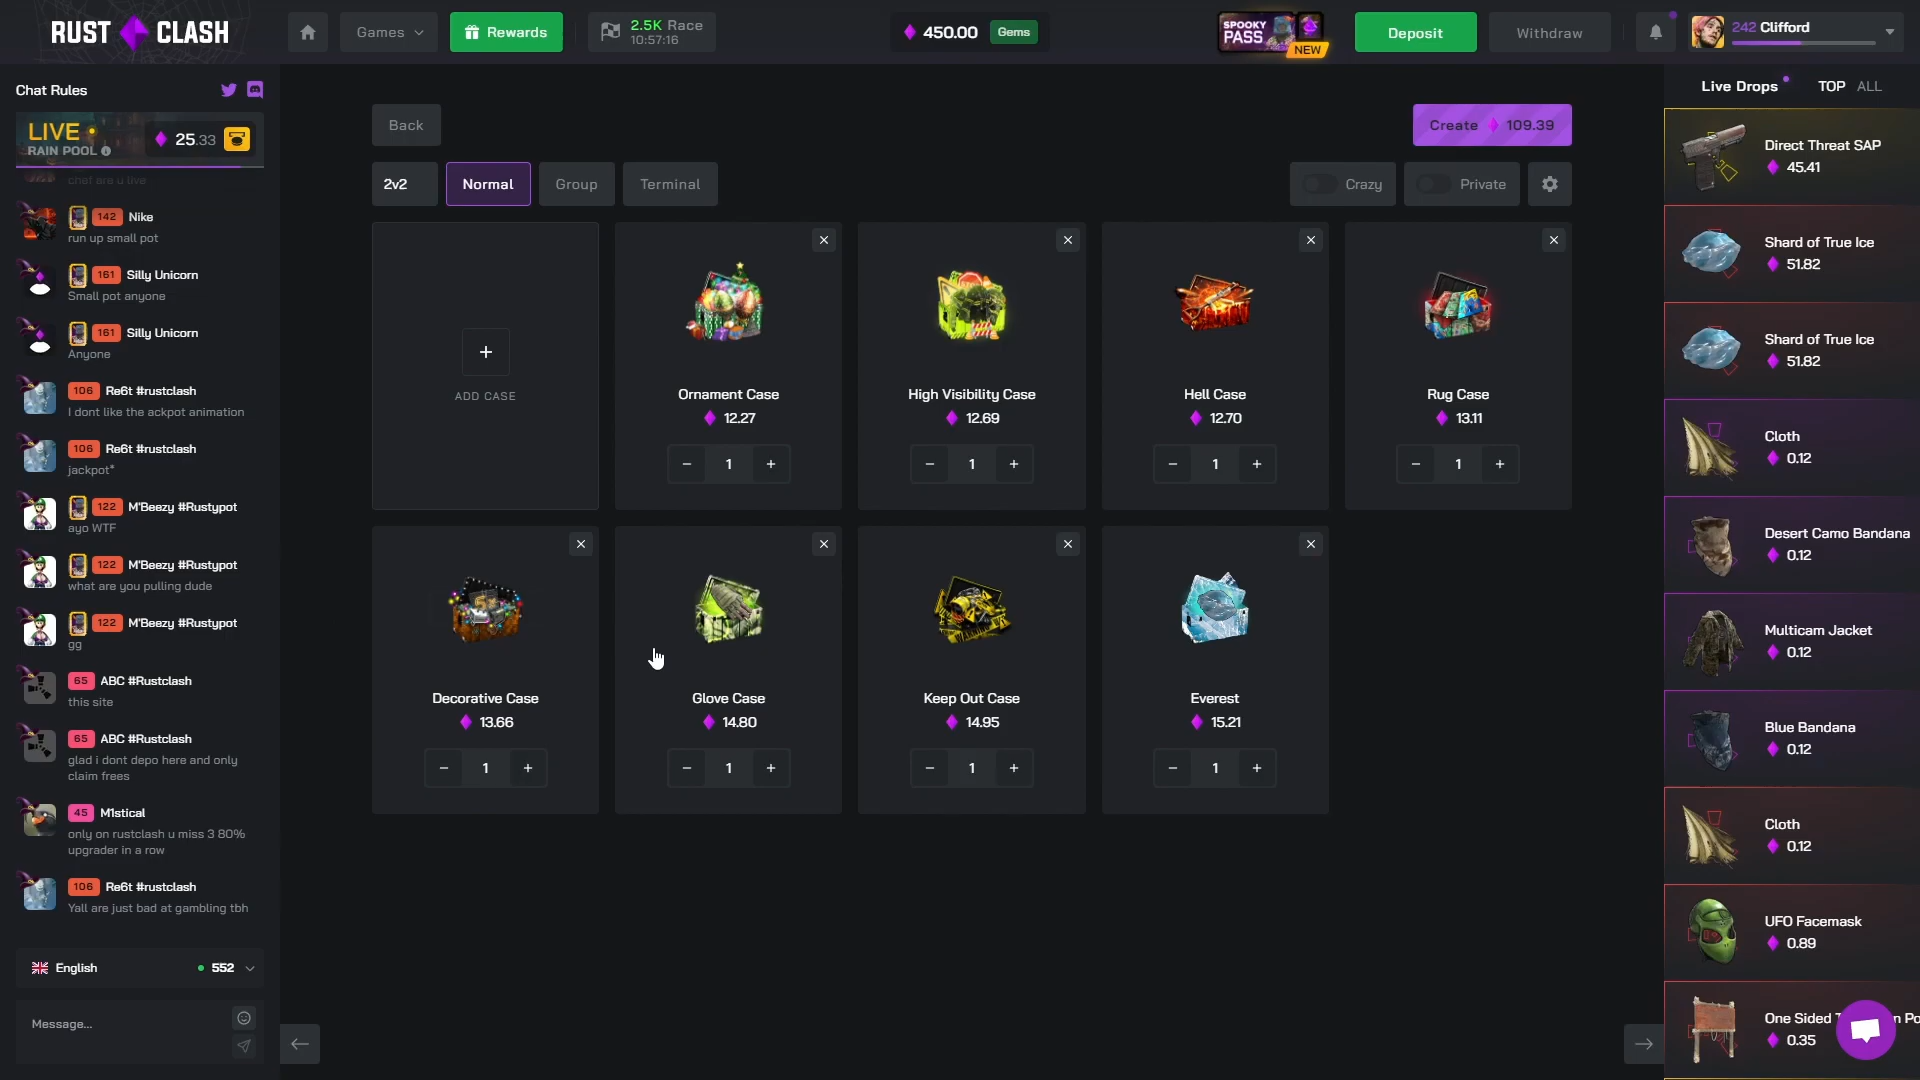 RUST CLASH
Games
Rewards
2.5K Race
10:57:16
450.00
Gems
SPOOKY
PASS
NEW
Deposit
Withdraw
242 Clifford
Chat Rules
LIVE
RAIN POOL
25.33
chef are u live
142 Nike
run up small pot
161 Silly Unicorn
Small pot anyone
161 Silly Unicorn
Anyone
106 Re6t #rustclash
I dont like the ackpot animation
106 Re6t #rustclash
jackpot*
122 M'Beezy #Rustypot
ayo WTF
122 M'Beezy #Rustypot
what are you pulling dude
122 M'Beezy #Rustypot
gg
65 ABC #Rustclash
this site
65 ABC #Rustclash
glad i dont depo here and only
claim frees
45 M1stical
only on rustclash u miss 3 80%
upgrader in a row
106 Re6t #rustclash
Yall are just bad at gambling tbh
English
552
Message...
Back
Create 109.39
2v2
Normal
Group
Terminal
Crazy
Private
ADD CASE
Ornament Case
12.27
1
High Visibility Case
12.69
1
Hell Case
12.70
1
Rug Case
13.11
1
Decorative Case
13.66
1
Glove Case
14.80
1
Keep Out Case
14.95
1
Everest
15.21
1
Live Drops
TOP ALL
Direct Threat SAP
45.41
Shard of True Ice
51.82
Shard of True Ice
51.82
Cloth
0.12
Desert Camo Bandana
0.12
Multicam Jacket
0.12
Blue Bandana
0.12
Cloth
0.12
UFO Facemask
0.89
One Sided
0.35